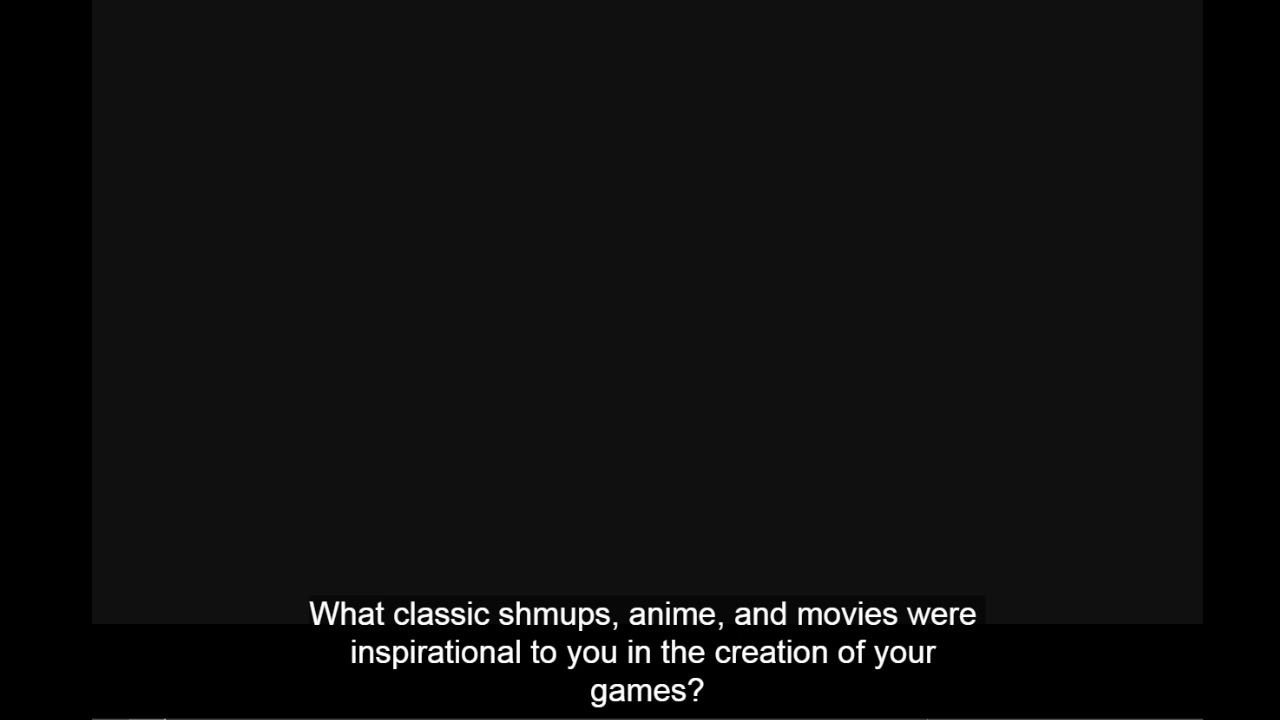 What classic shmups, anime, and movies were
inspirational to you in the creation of your
games?